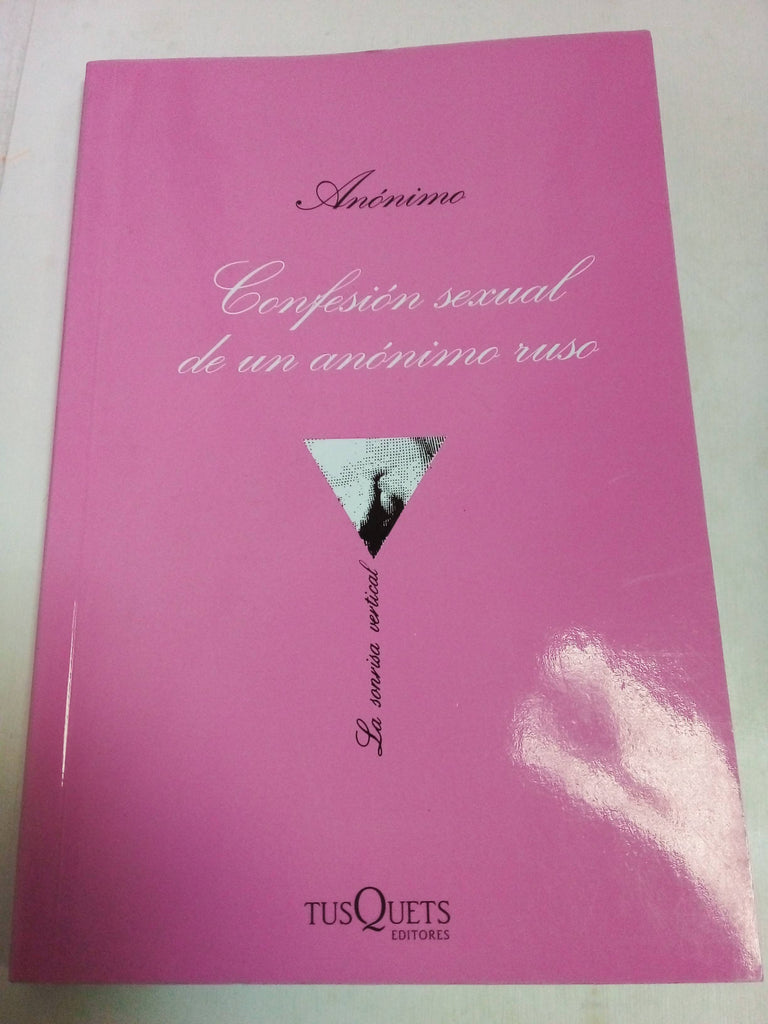 Anónimo
Confesión sexual
de un anónimo ruso
La sonrisa vertical
TUSQUETS
EDITORES